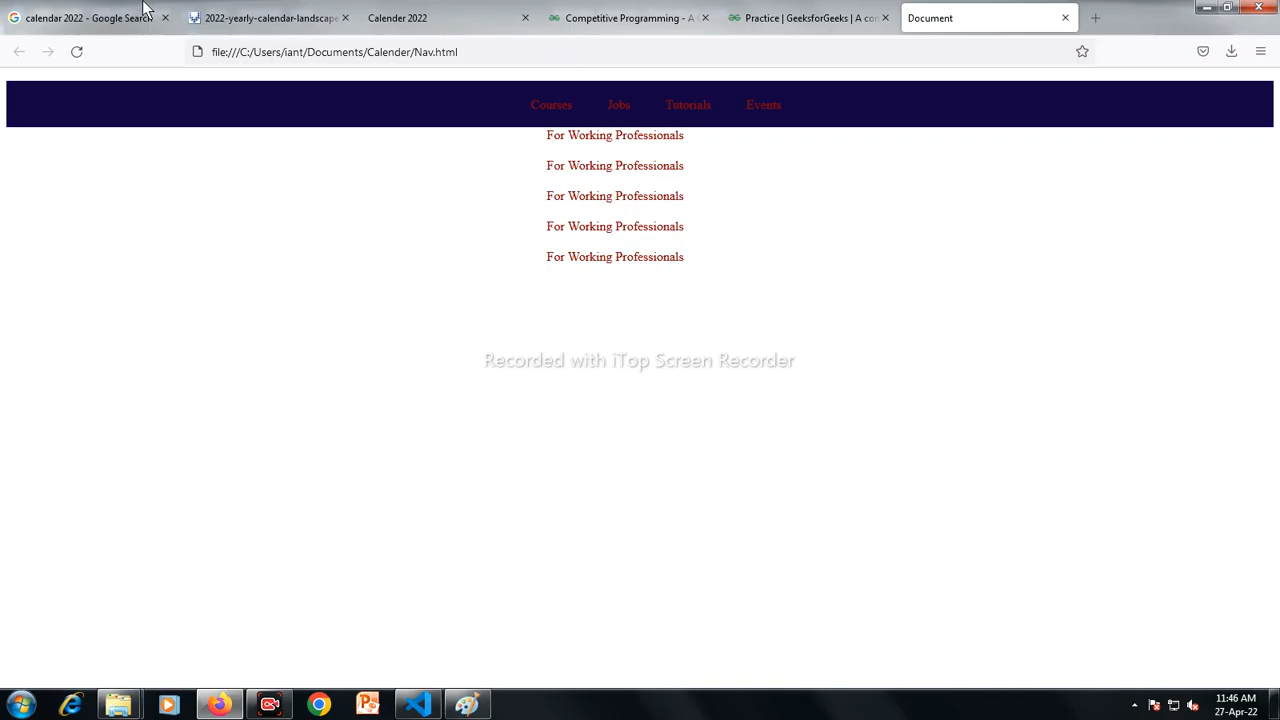 calendar 2022 - Google Search
2022-yearly-calendar-landscape
Calender 2022
Competitive Programming - A
Practice | GeeksforGeeks | A con
Document
file:///C:/Users/iant/Documents/Calender/Nav.html
Courses Jobs Tutorials Events
For Working Professionals
For Working Professionals
For Working Professionals
For Working Professionals
For Working Professionals
Recorded with iTop Screen Recorder
11:46 AM
27-Apr-22